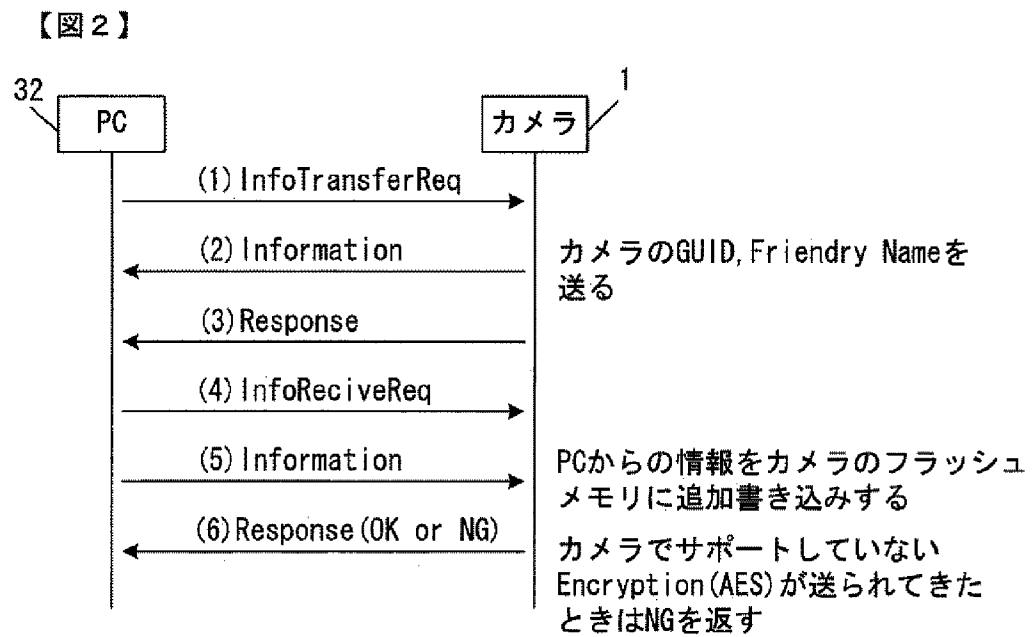 【図２】
32
PC
カメラ
1
(1)InfoTransferReq
(2)Information
カメラのGUID,Friendry Nameを
送る
(3)Response
(4)InfoReciveReq
(5)Information
PCからの情報をカメラのフラッシュ
メモリに追加書き込みする
(6)Response(OK or NG)
カメラでサポートしていない
Encryption(AES)が送られてきた
ときはNGを返す